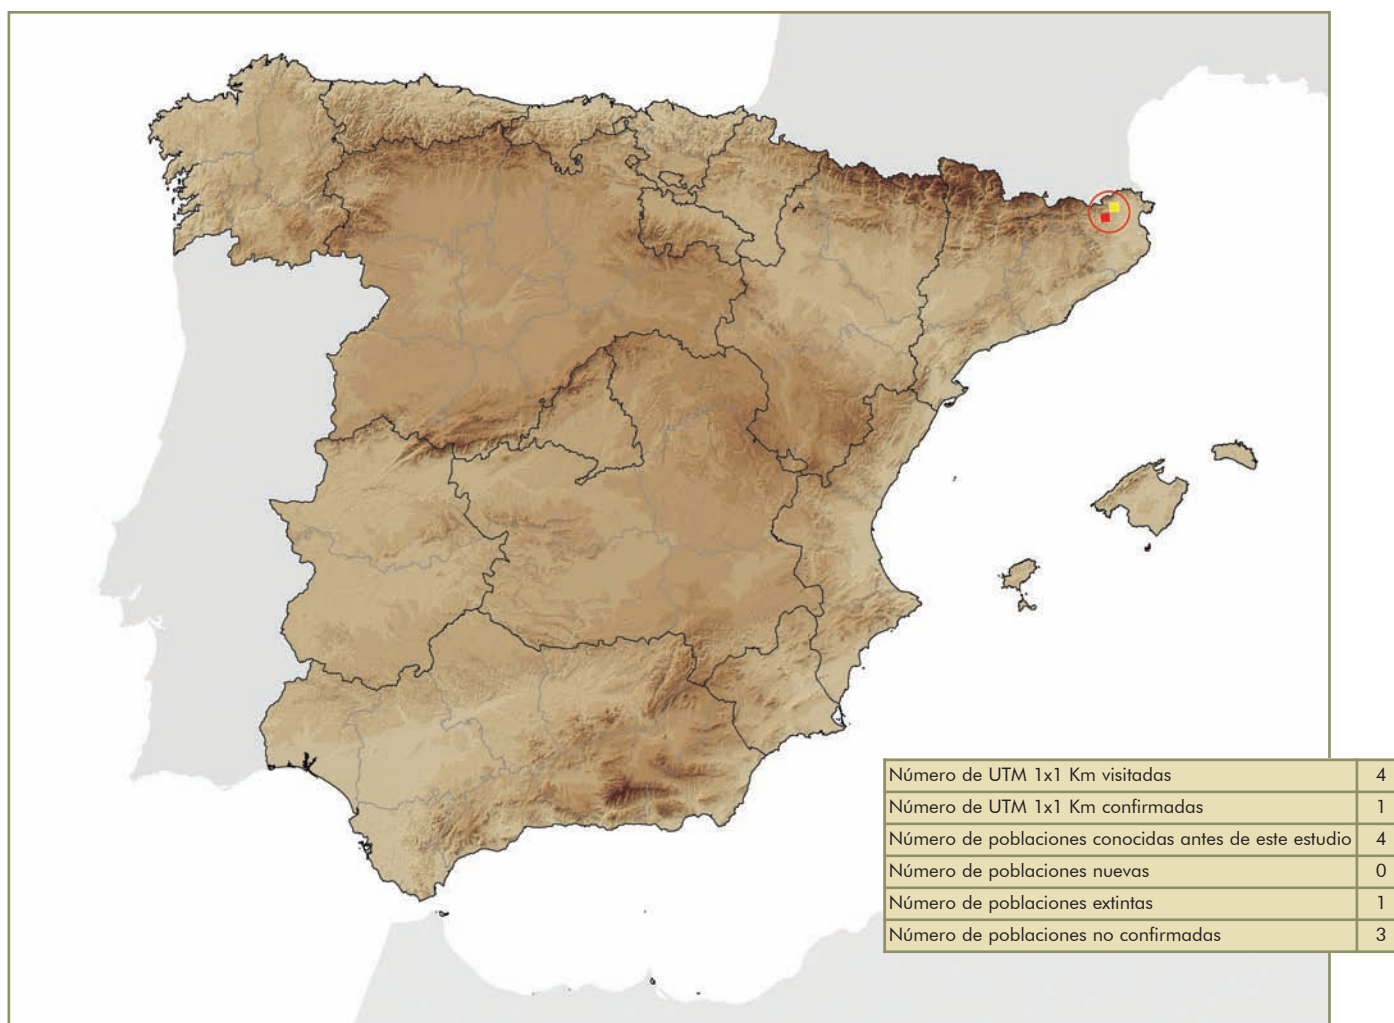 Número de UTM 1x1 Km visitadas 4
Número de UTM 1x1 Km confirmadas 1
Número de poblaciones conocidas antes de este estudio 4
Número de poblaciones nuevas 0
Número de poblaciones extintas 1
Número de poblaciones no confirmadas 3